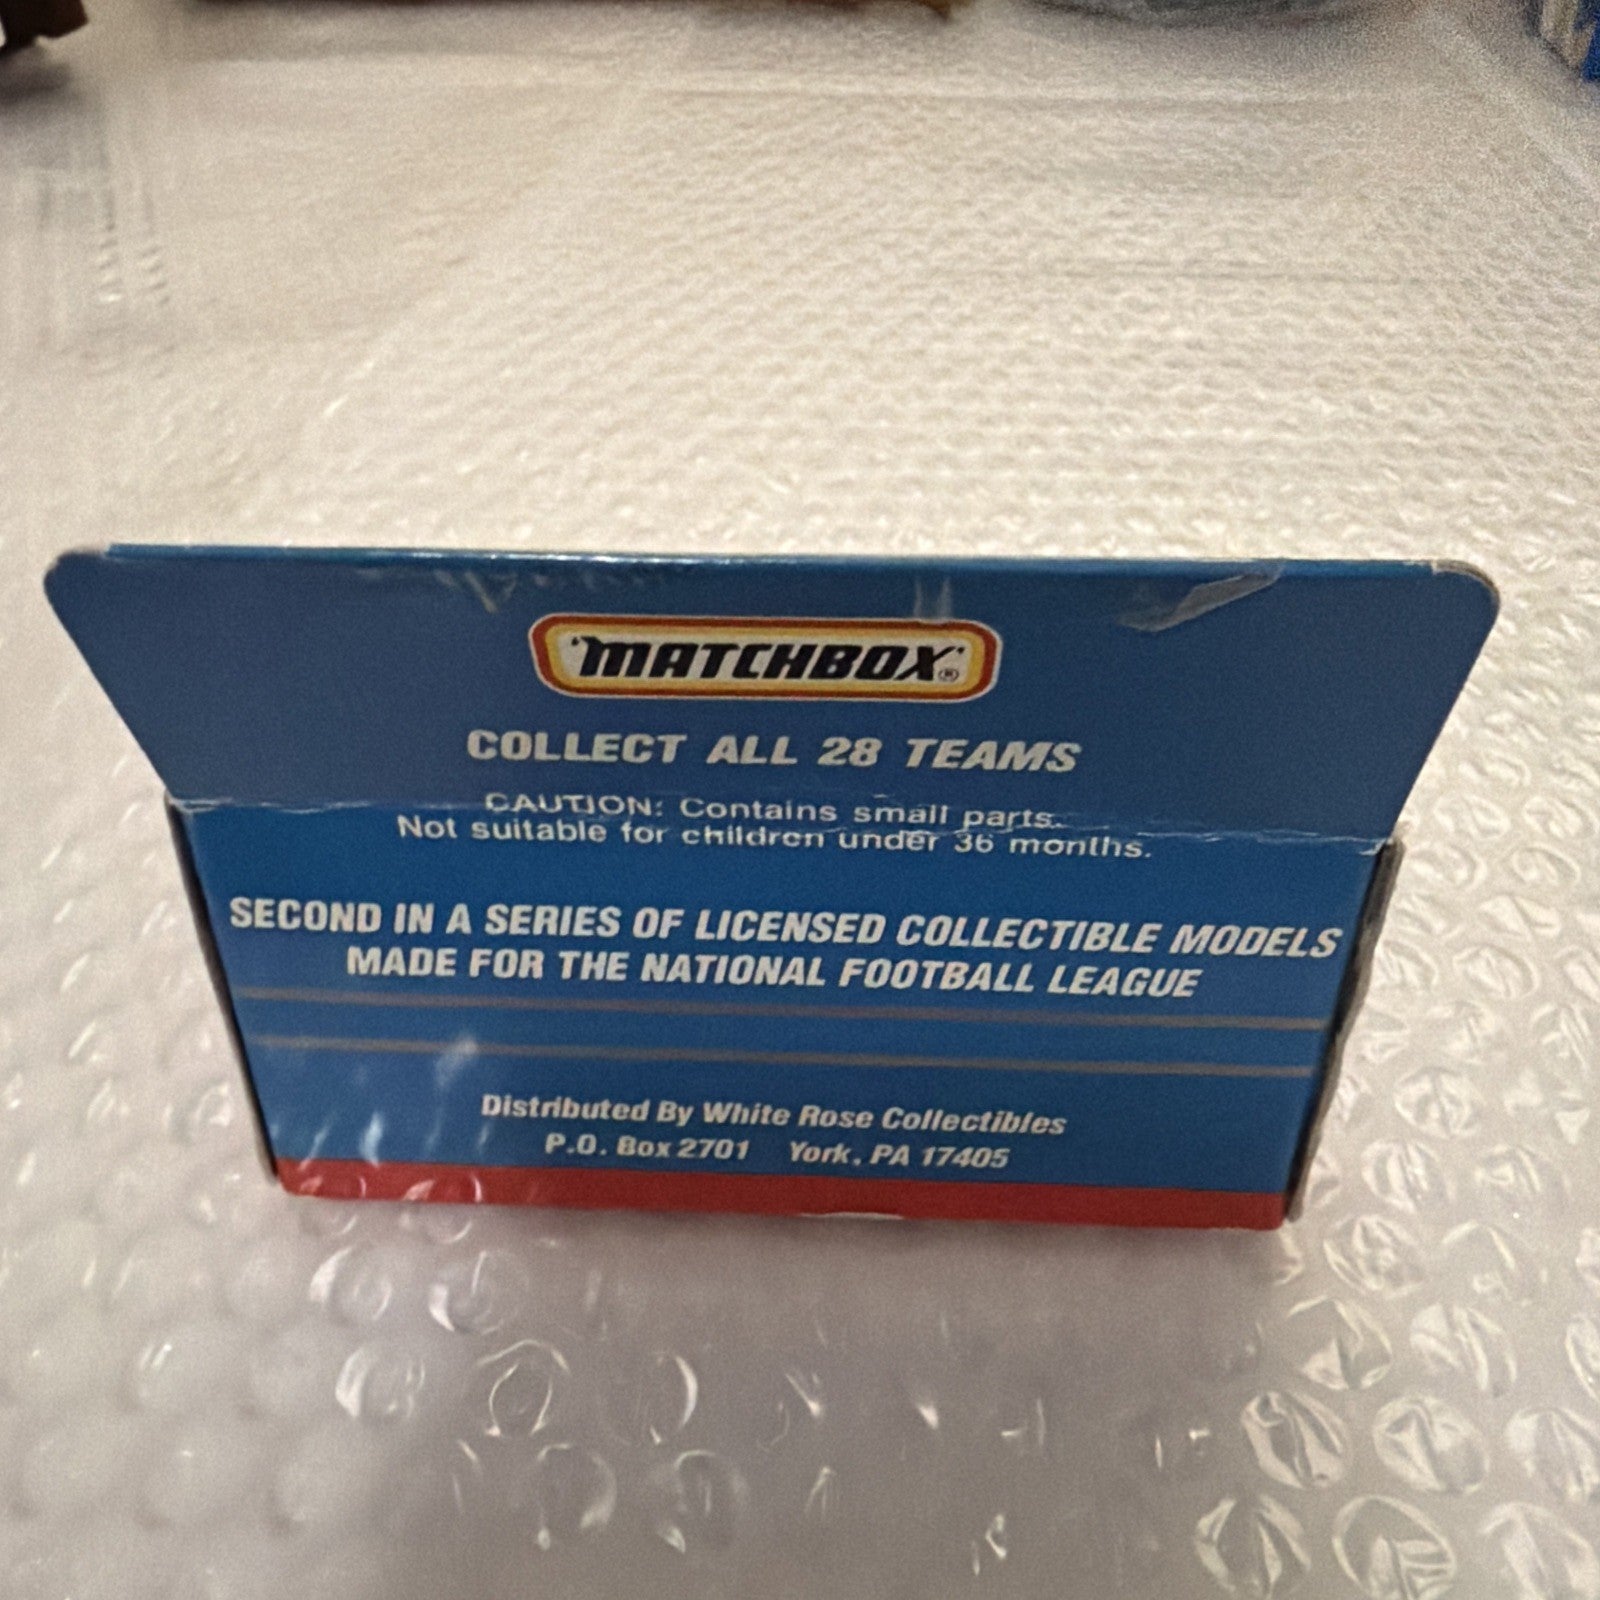 'MATCHBOX'®
COLLECT ALL 28 TEAMS
CAUTION: Contains small parts.
Not suitable for children under 36 months.
SECOND IN A SERIES OF LICENSED COLLECTIBLE MODELS
MADE FOR THE NATIONAL FOOTBALL LEAGUE
Distributed By White Rose Collectibles
P.O. Box 2701 York, PA 17405